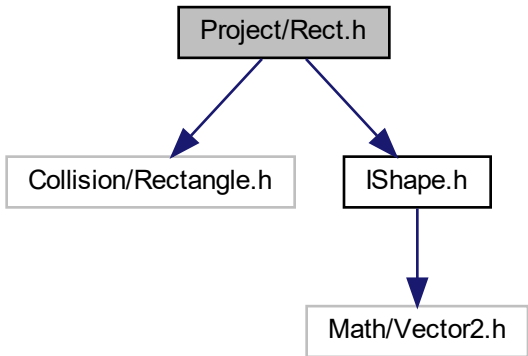 Project/Rect.h
Collision/Rectangle.h
IShape.h
Math/Vector2.h